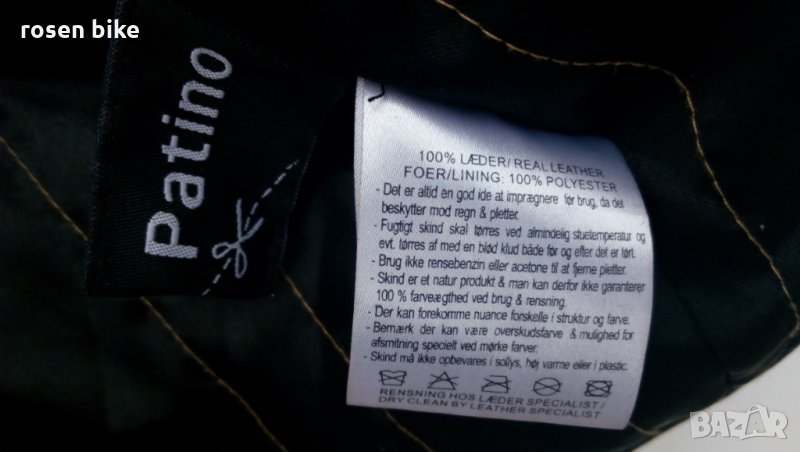 rosen bike
Patino
100% LÆDER/ REAL LEATHER
FOER/LINING: 100% POLYESTER
- Det er altid en god ide at imprægnere før brug, da det
beskytter mod regn & pletter.
- Fugtigt skind skal tørres ved almindelig stuetemperatur og
evt. tørres af med en blød klud både før og efter det er tørt.
- Brug ikke rensebenzin eller acetone til at fjerne pletter.
- Skind er et natur produkt & man kan derfor ikke garanterer
100 % farveægthed ved brug & rensning.
- Der kan forekomme nuance forskelle i struktur og farve.
- Bemærk der kan være overskudsfarve & mulighed for
afsmitning specielt ved mørke farver.
- Skind må ikke opbevares i sollys, høj varme eller i plastic.
RENSNING HOS LÆDER SPECIALIST /
DRY CLEAN BY LEATHER SPECIALIST
BAZAR